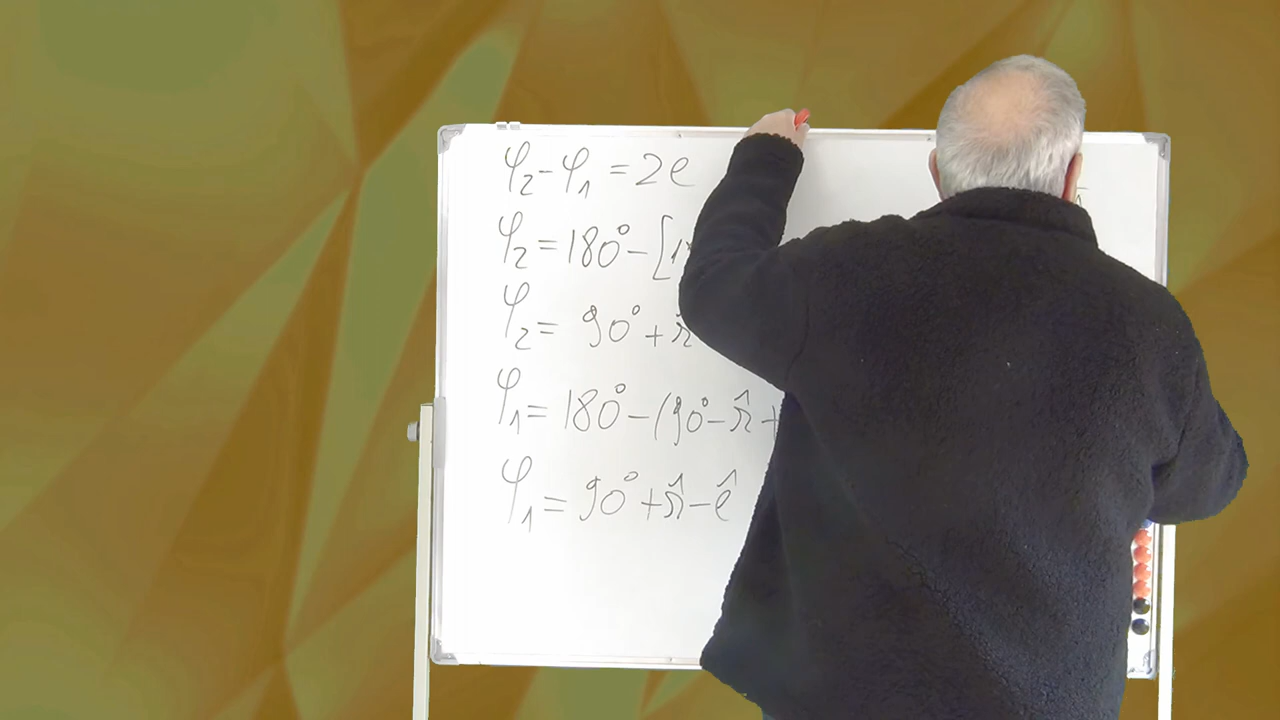 φ₂-φ₁ = 2e
φ₂ = 180° - [
φ₂ = 90° + r̂
φ₁ = 180° - (90° - r̂ +
φ₁ = 90° + r̂ - ê